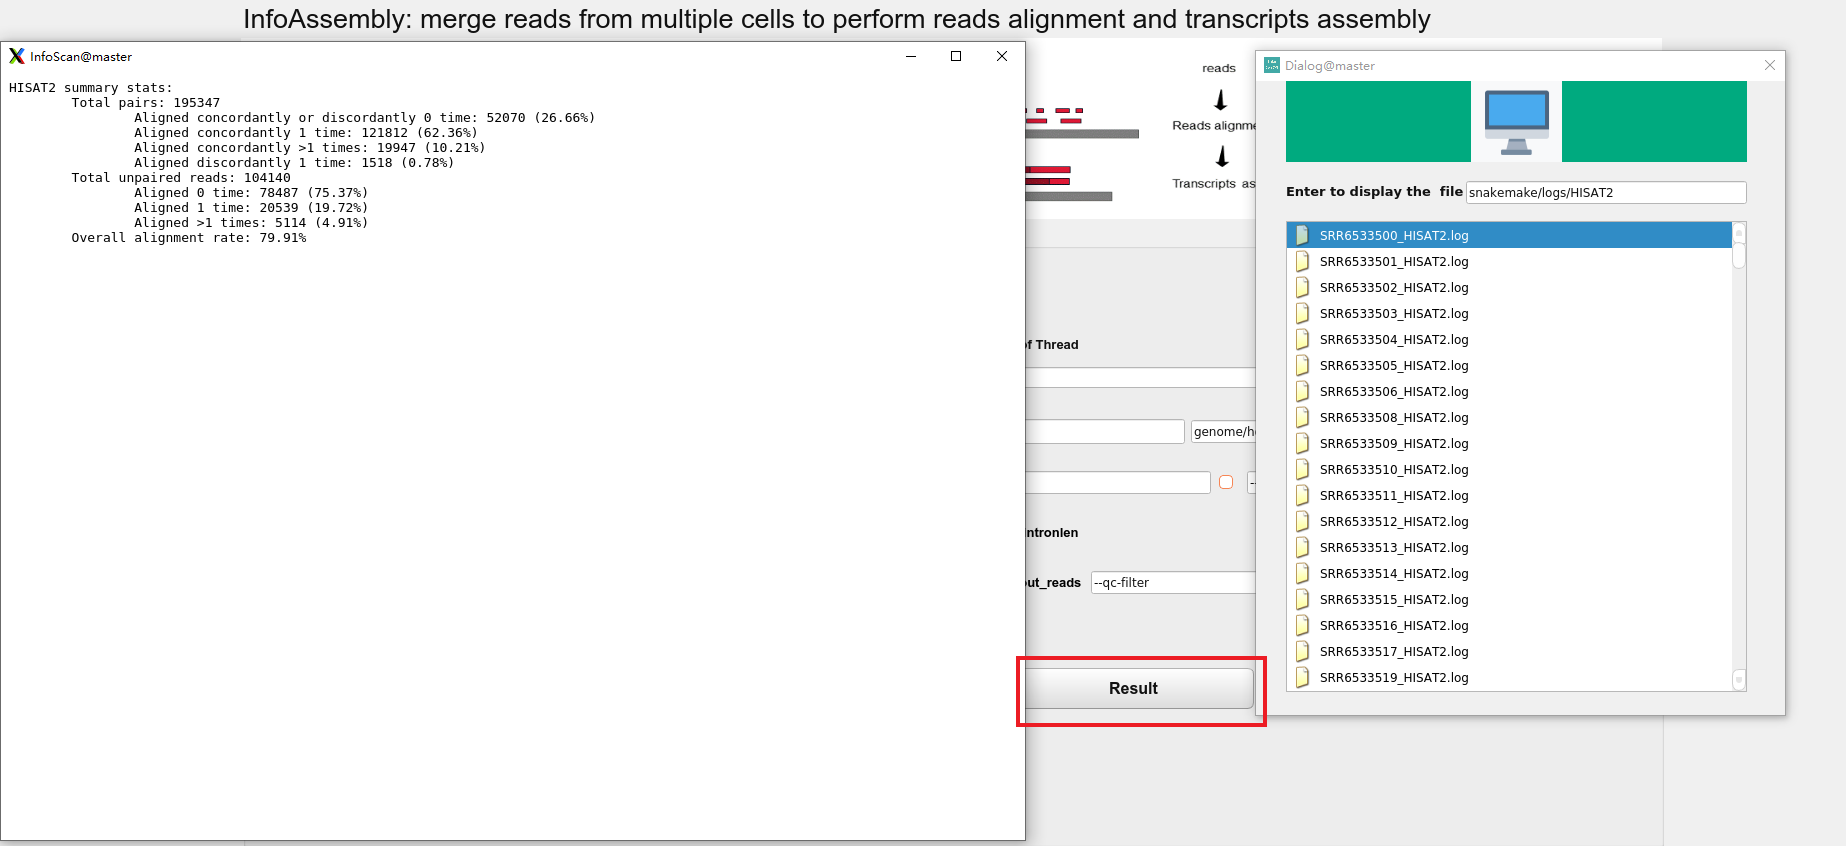 InfoAssembly: merge reads from multiple cells to perform reads alignment and transcripts assembly
InfoScan@master
HISAT2 summary stats:
Total pairs: 195347
Aligned concordantly or discordantly 0 time: 52070 (26.66%)
Aligned concordantly 1 time: 121812 (62.36%)
Aligned concordantly >1 times: 19947 (10.21%)
Aligned discordantly 1 time: 1518 (0.78%)
Total unpaired reads: 104140
Aligned 0 time: 78487 (75.37%)
Aligned 1 time: 20539 (19.72%)
Aligned >1 times: 5114 (4.91%)
Overall alignment rate: 79.91%
reads
Reads alignme
Transcripts as
of Thread
genome/h
--
ntronlen
out_reads
--qc-filter
Result
Dialog@master
Enter to display the file
snakemake/logs/HISAT2
SRR6533500_HISAT2.log
SRR6533501_HISAT2.log
SRR6533502_HISAT2.log
SRR6533503_HISAT2.log
SRR6533504_HISAT2.log
SRR6533505_HISAT2.log
SRR6533506_HISAT2.log
SRR6533508_HISAT2.log
SRR6533509_HISAT2.log
SRR6533510_HISAT2.log
SRR6533511_HISAT2.log
SRR6533512_HISAT2.log
SRR6533513_HISAT2.log
SRR6533514_HISAT2.log
SRR6533515_HISAT2.log
SRR6533516_HISAT2.log
SRR6533517_HISAT2.log
SRR6533519_HISAT2.log